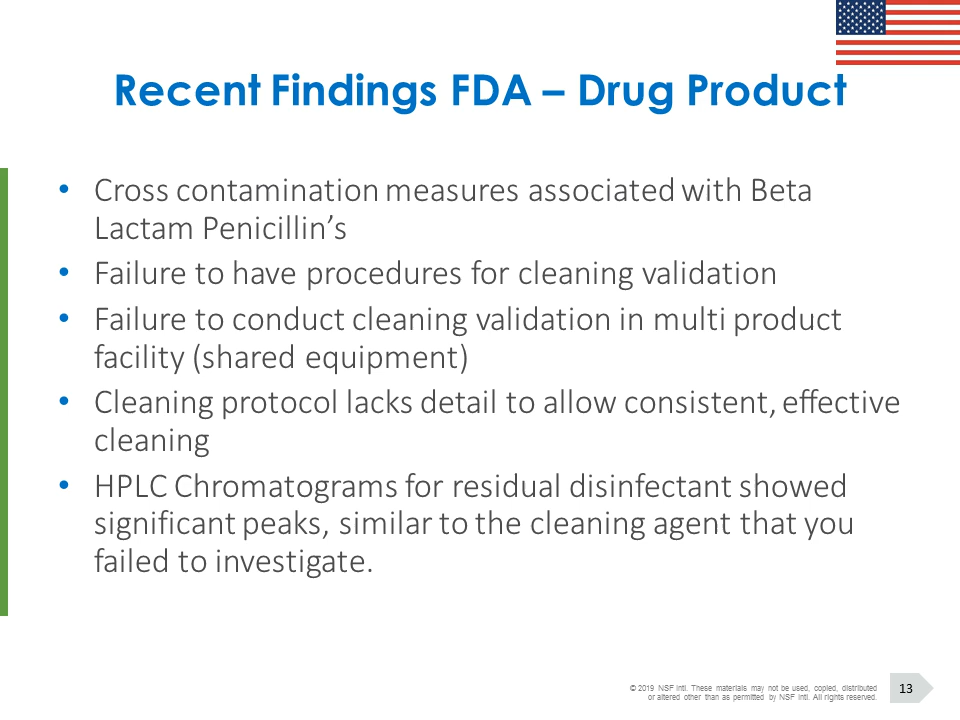 Recent Findings FDA – Drug Product
• Cross contamination measures associated with Beta
Lactam Penicillin’s
• Failure to have procedures for cleaning validation
• Failure to conduct cleaning validation in multi product
facility (shared equipment)
• Cleaning protocol lacks detail to allow consistent, effective
cleaning
• HPLC Chromatograms for residual disinfectant showed
significant peaks, similar to the cleaning agent that you
failed to investigate.
© 2019 NSF Intl. These materials may not be used, copied, distributed
or altered other than as permitted by NSF Intl. All rights reserved.
13